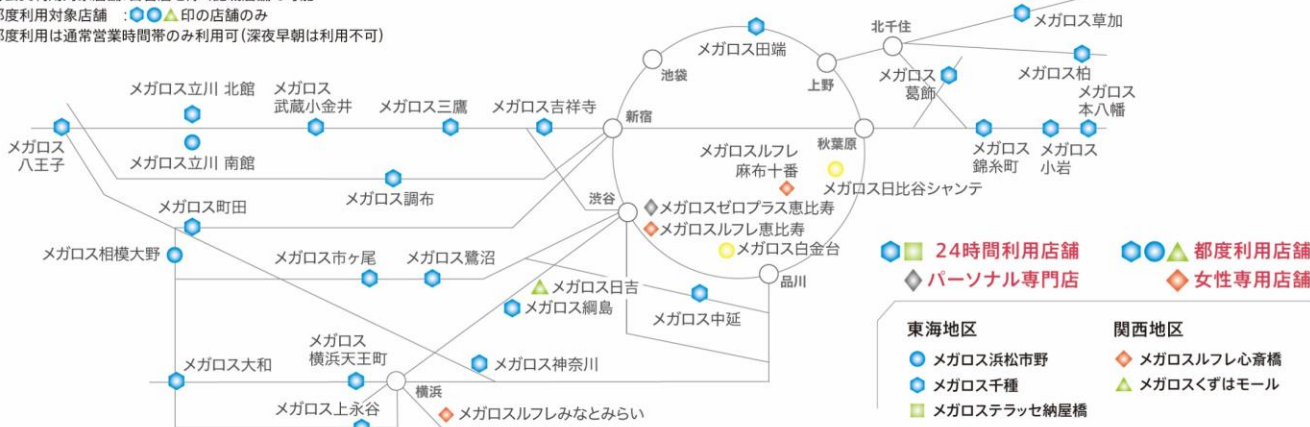 都度利用対象店舗 :印の店舗のみ
都度利用は通常営業時間帯のみ利用可(深夜早朝は利用不可)
メガロス草加
北千住
メガロス田端
池袋
上野
メガロス
葛飾
メガロス柏
メガロス
本八幡
メガロス立川 北館
メガロス
武蔵小金井
メガロス三鷹
メガロス吉祥寺
新宿
秋葉原
メガロス
八王子
メガロス立川 南館
メガロス
錦糸町
メガロス
小岩
メガロス調布
メガロスルフレ
麻布十番
メガロス日比谷シャンテ
渋谷
メガロスゼロプラス恵比寿
メガロスルフレ恵比寿
メガロス町田
メガロス相模大野
メガロス市ヶ尾
メガロス鷺沼
メガロス白金台
品川
メガロス日吉
メガロス綱島
メガロス中延
24時間利用店舗
都度利用店舗
パーソナル専門店
女性専用店舗
メガロス大和
メガロス
横浜天王町
横浜
メガロス神奈川
メガロス上永谷
メガロスルフレみなとみらい
東海地区
メガロス浜松市野
メガロス千種
メガロステラッセ納屋橋
関西地区
メガロスルフレ心斎橋
メガロスくずはモール